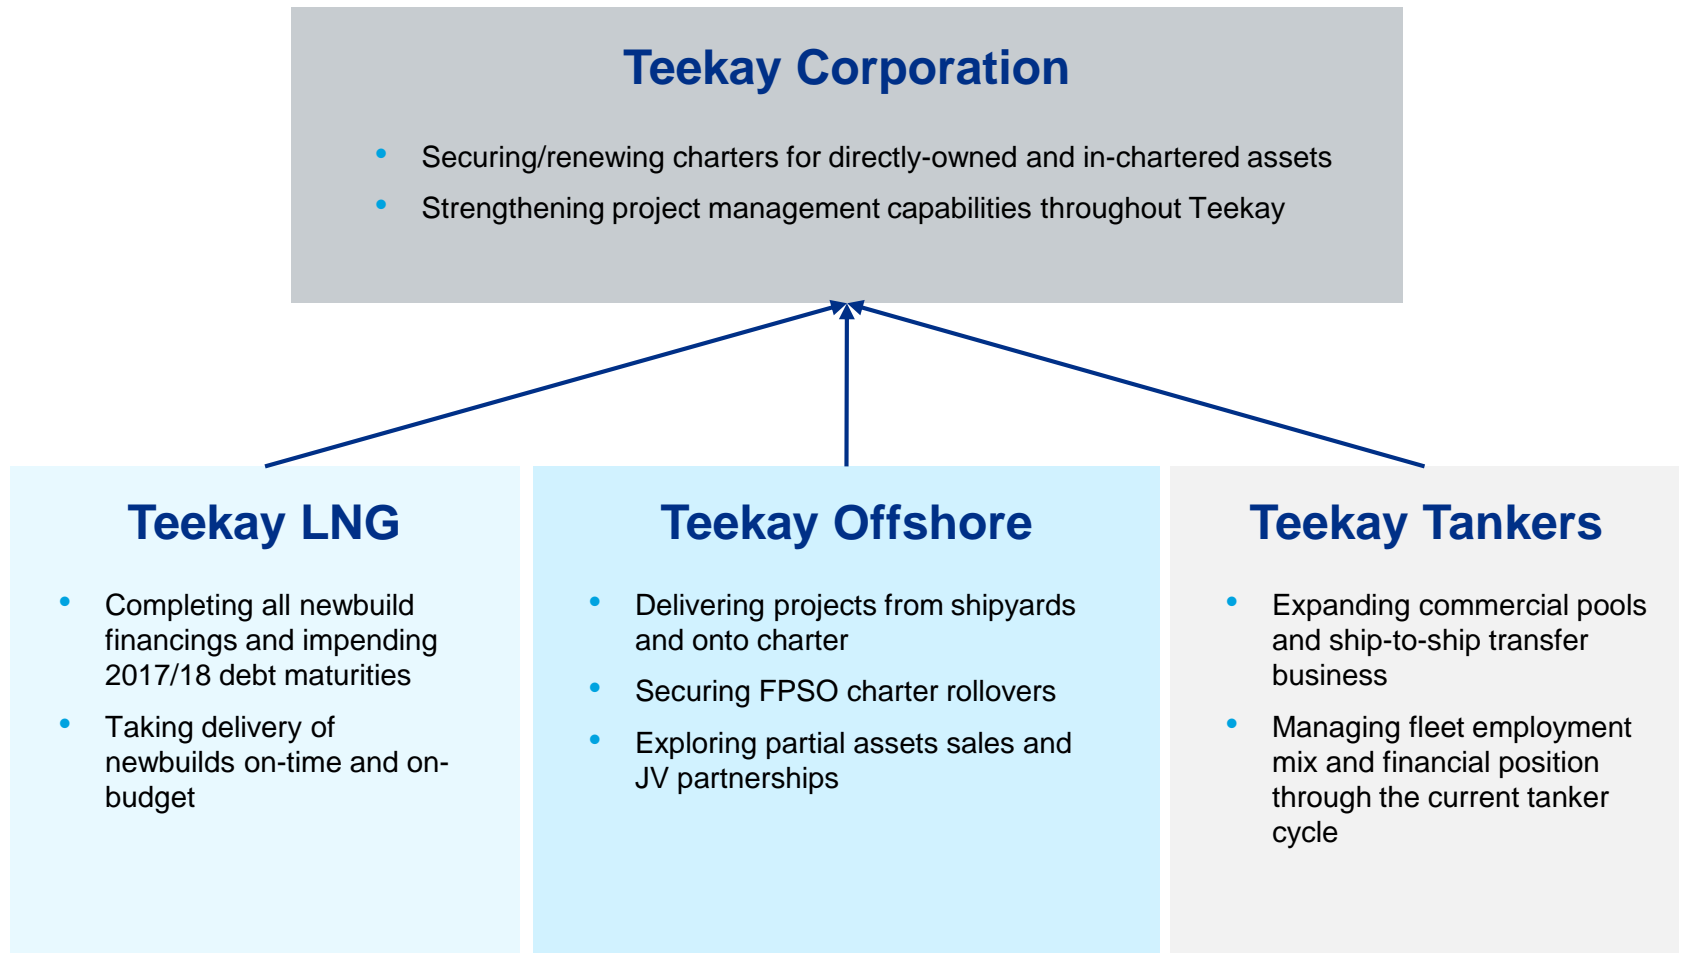 Teekay Corporation
• Securing/renewing charters for directly-owned and in-chartered assets
• Strengthening project management capabilities throughout Teekay
Teekay LNG
• Completing all newbuild
financings and impending
2017/18 debt maturities
• Taking delivery of
newbuilds on-time and on-
budget
Teekay Offshore
• Delivering projects from shipyards
and onto charter
• Securing FPSO charter rollovers
• Exploring partial assets sales and
JV partnerships
Teekay Tankers
• Expanding commercial pools
and ship-to-ship transfer
business
• Managing fleet employment
mix and financial position
through the current tanker
cycle